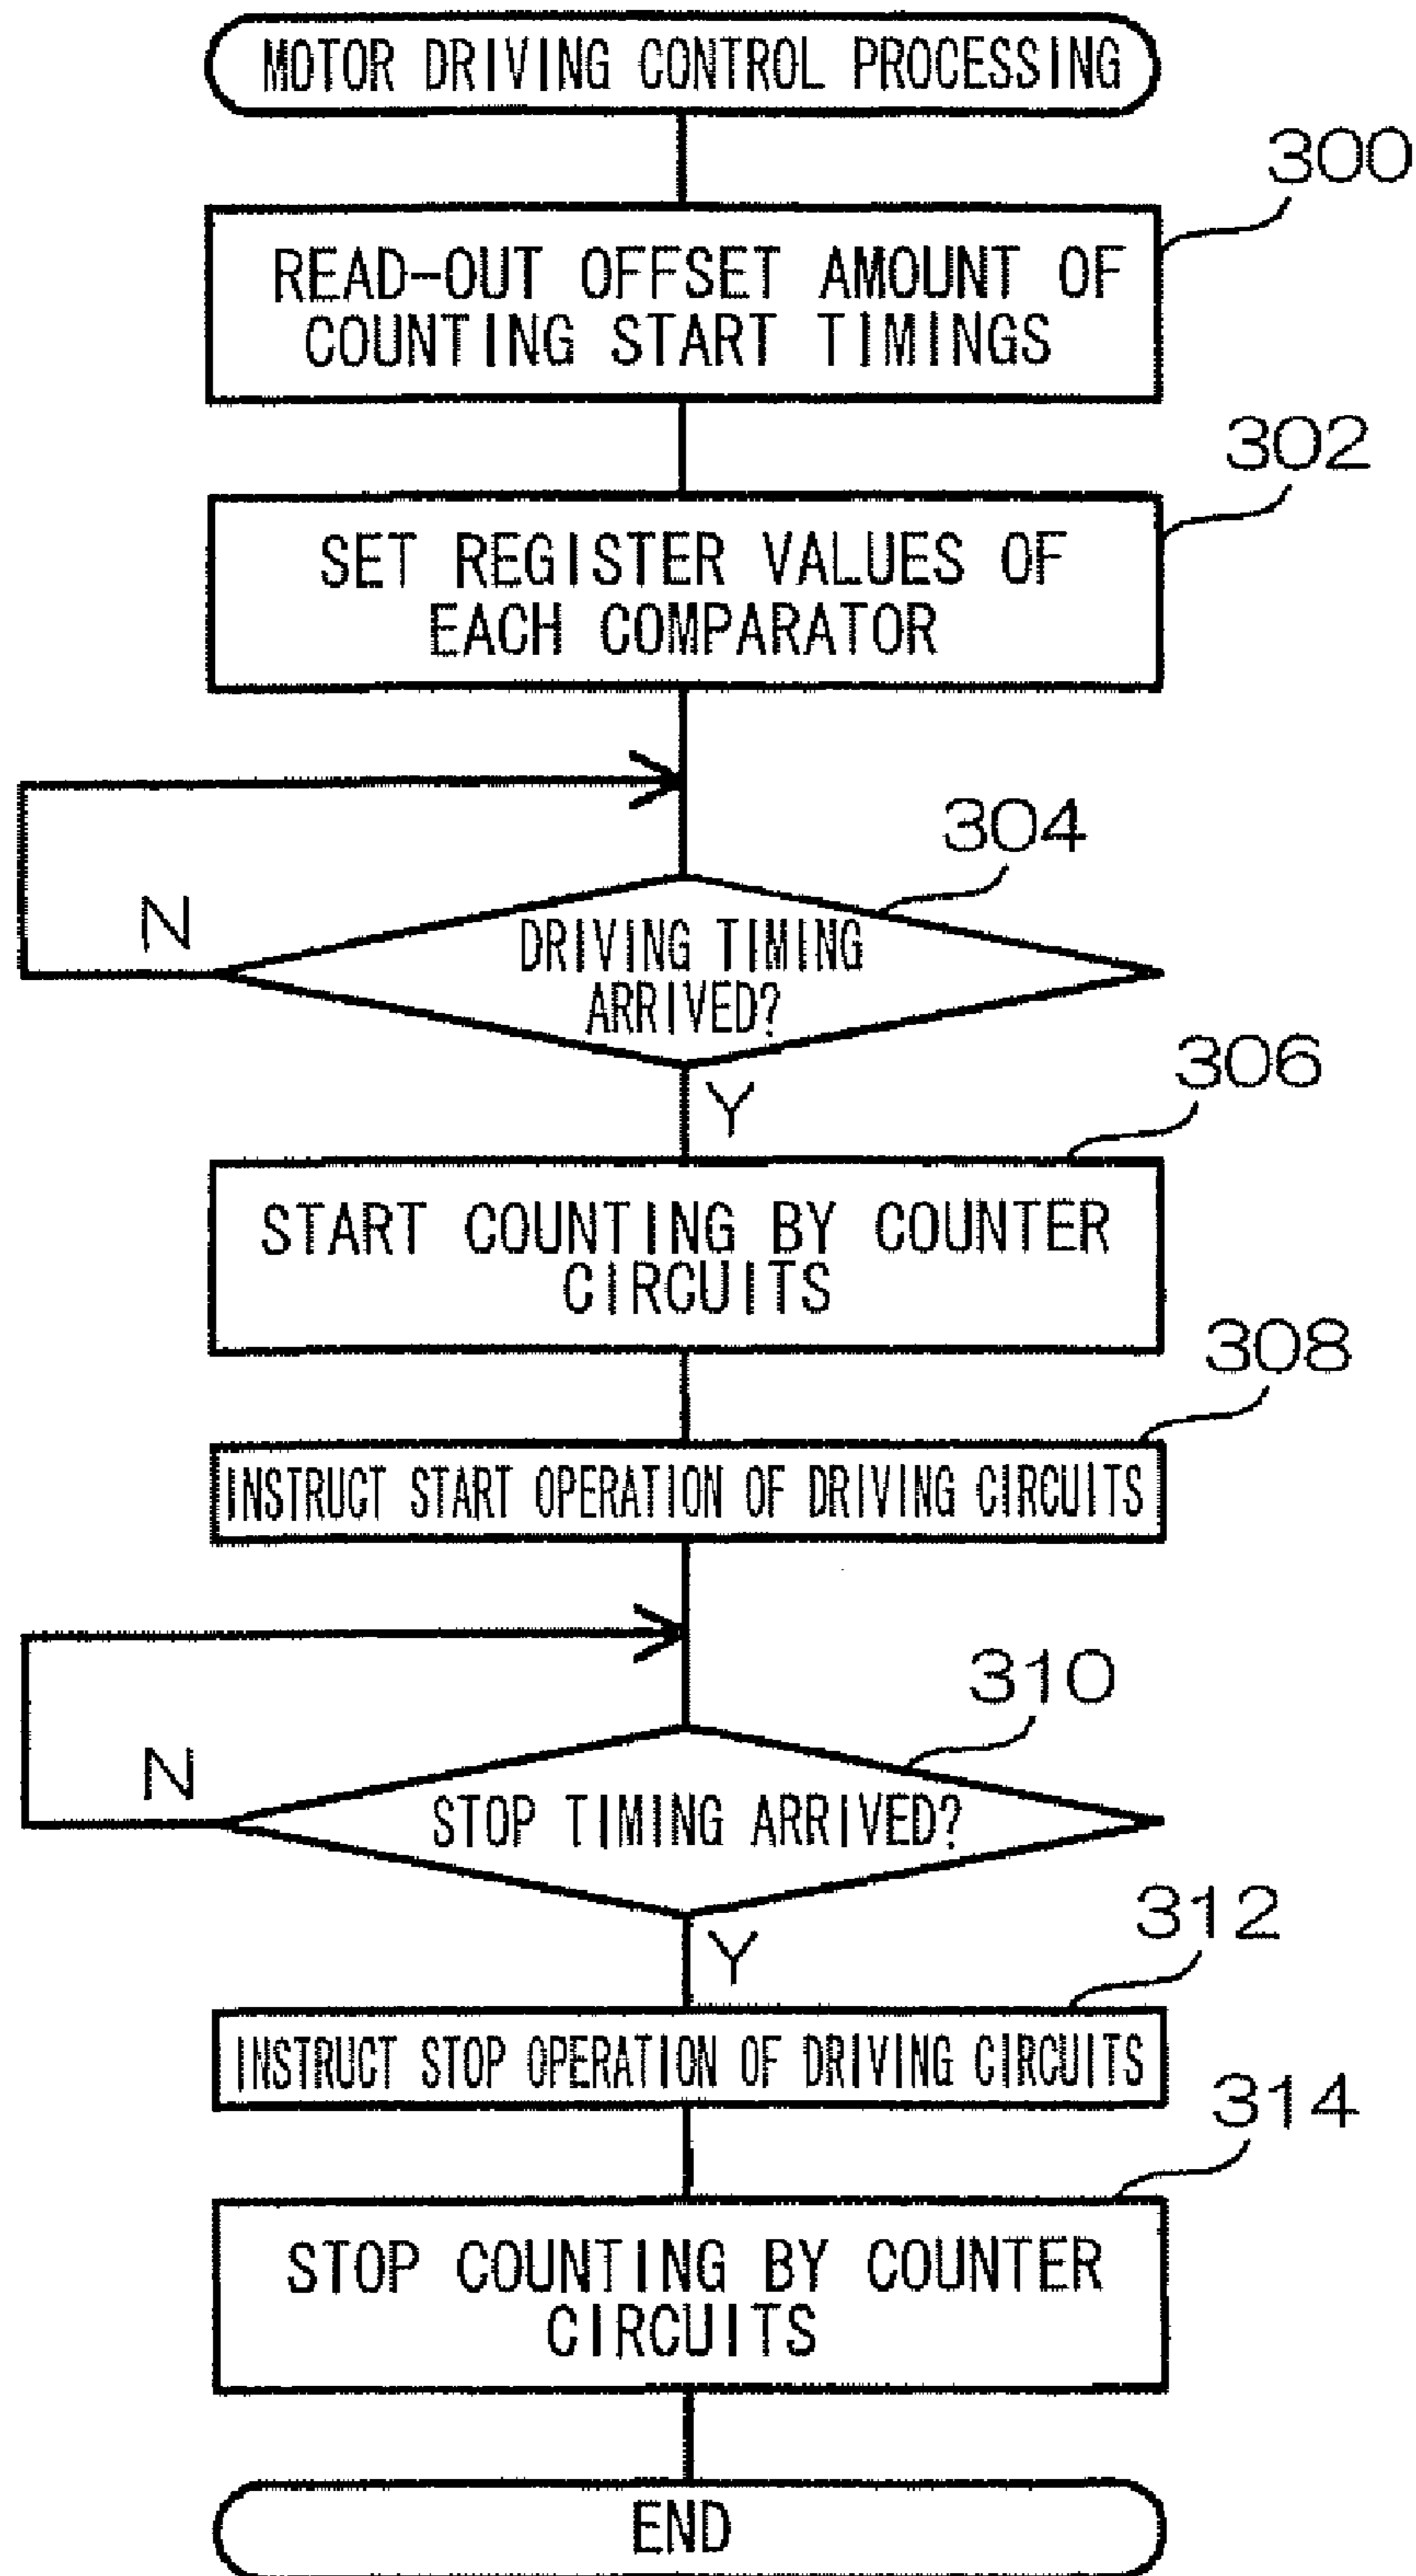 MOTOR DRIVING CONTROL PROCESSING
300
READ-OUT OFFSET AMOUNT OF
COUNTING START TIMINGS
302
SET REGISTER VALUES OF
EACH COMPARATOR
304
N
DRIVING TIMING
ARRIVED?
Y
306
START COUNTING BY COUNTER
CIRCUITS
308
INSTRUCT START OPERATION OF DRIVING CIRCUITS
310
N
STOP TIMING ARRIVED?
Y
312
INSTRUCT STOP OPERATION OF DRIVING CIRCUITS
314
STOP COUNTING BY COUNTER
CIRCUITS
END